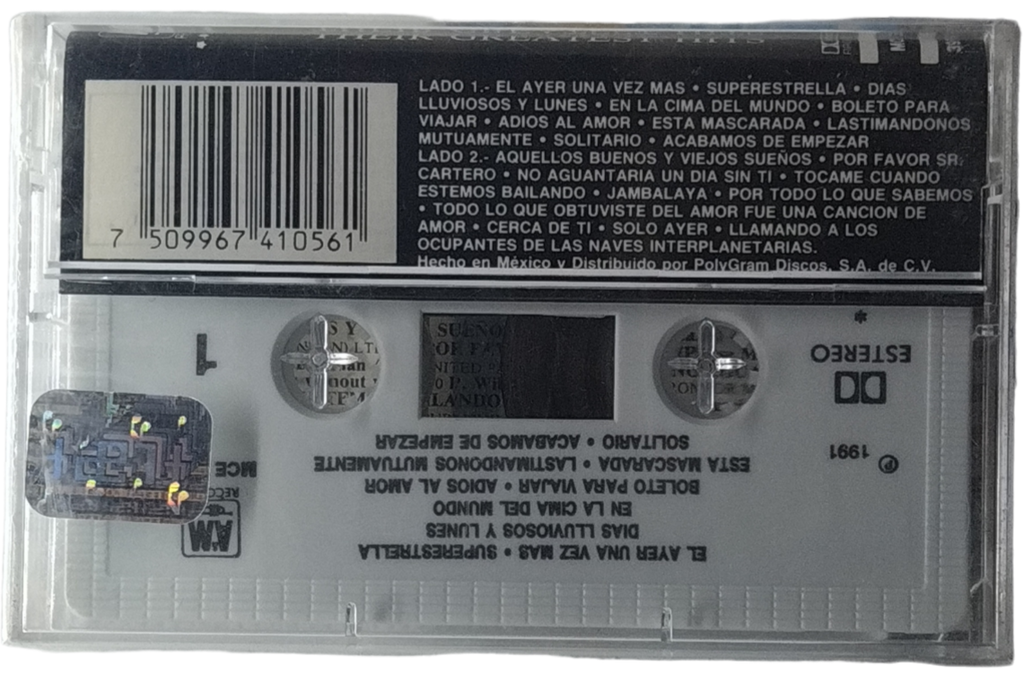 THEIR GREATEST HITS
LADO 1.- EL AYER UNA VEZ MAS • SUPERESTRELLA • DIAS
LLUVIOSOS Y LUNES • EN LA CIMA DEL MUNDO • BOLETO PARA
VIAJAR • ADIOS AL AMOR • ESTA MASCARADA • LASTIMANDONOS
MUTUAMENTE • SOLITARIO • ACABAMOS DE EMPEZAR
LADO 2.- AQUELLOS BUENOS Y VIEJOS SUEÑOS • POR FAVOR SR.
CARTERO • NO AGUANTARIA UN DIA SIN TI • TOCAME CUANDO
ESTEMOS BAILANDO • JAMBALAYA • POR TODO LO QUE SABEMOS
• TODO LO QUE OBTUVISTE DEL AMOR FUE UNA CANCION DE
AMOR • CERCA DE TI • SOLO AYER • LLAMANDO A LOS
OCUPANTES DE LAS NAVES INTERPLANETARIAS.
Hecho en México y Distribuido por PolyGram Discos, S.A. de C.V.
7 509967 410561
EL AYER UNA VEZ MAS • SUPERESTRELLA
DIAS LLUVIOSOS Y LUNES
EN LA CIMA DEL MUNDO
BOLETO PARA VIAJAR • ADIOS AL AMOR
ESTA MASCARADA • LASTIMANDONOS MUTUAMENTE
SOLITARIO • ACABAMOS DE EMPEZAR
A&M
RECO
MCE
℗ 1991
ESTEREO
*
1
S Y
SUEÑO
NITED
LANDO